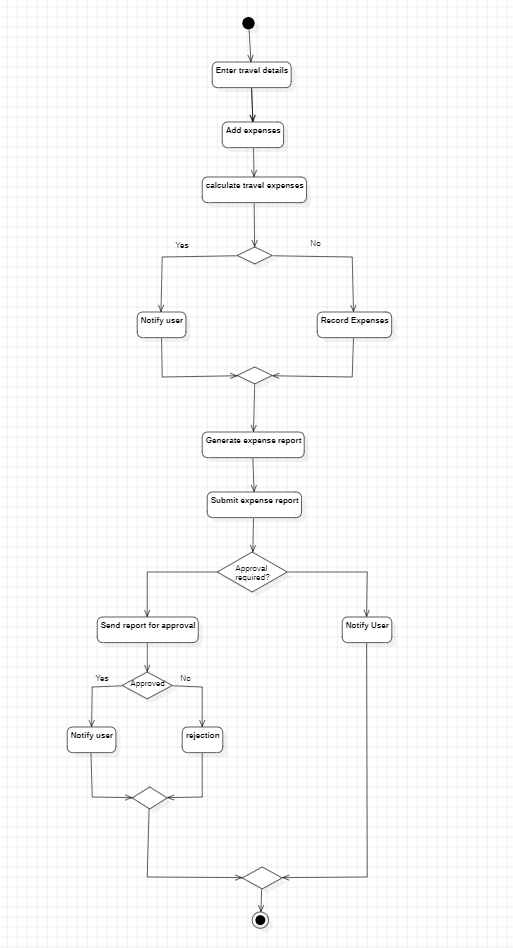 Enter travel details
Add expenses
calculate travel expenses
Yes
No
Notify user
Record Expenses
Generate expense report
Submit expense report
Approval
required?
Send report for approval
Notify User
Yes
Approved
No
Notify user
rejection